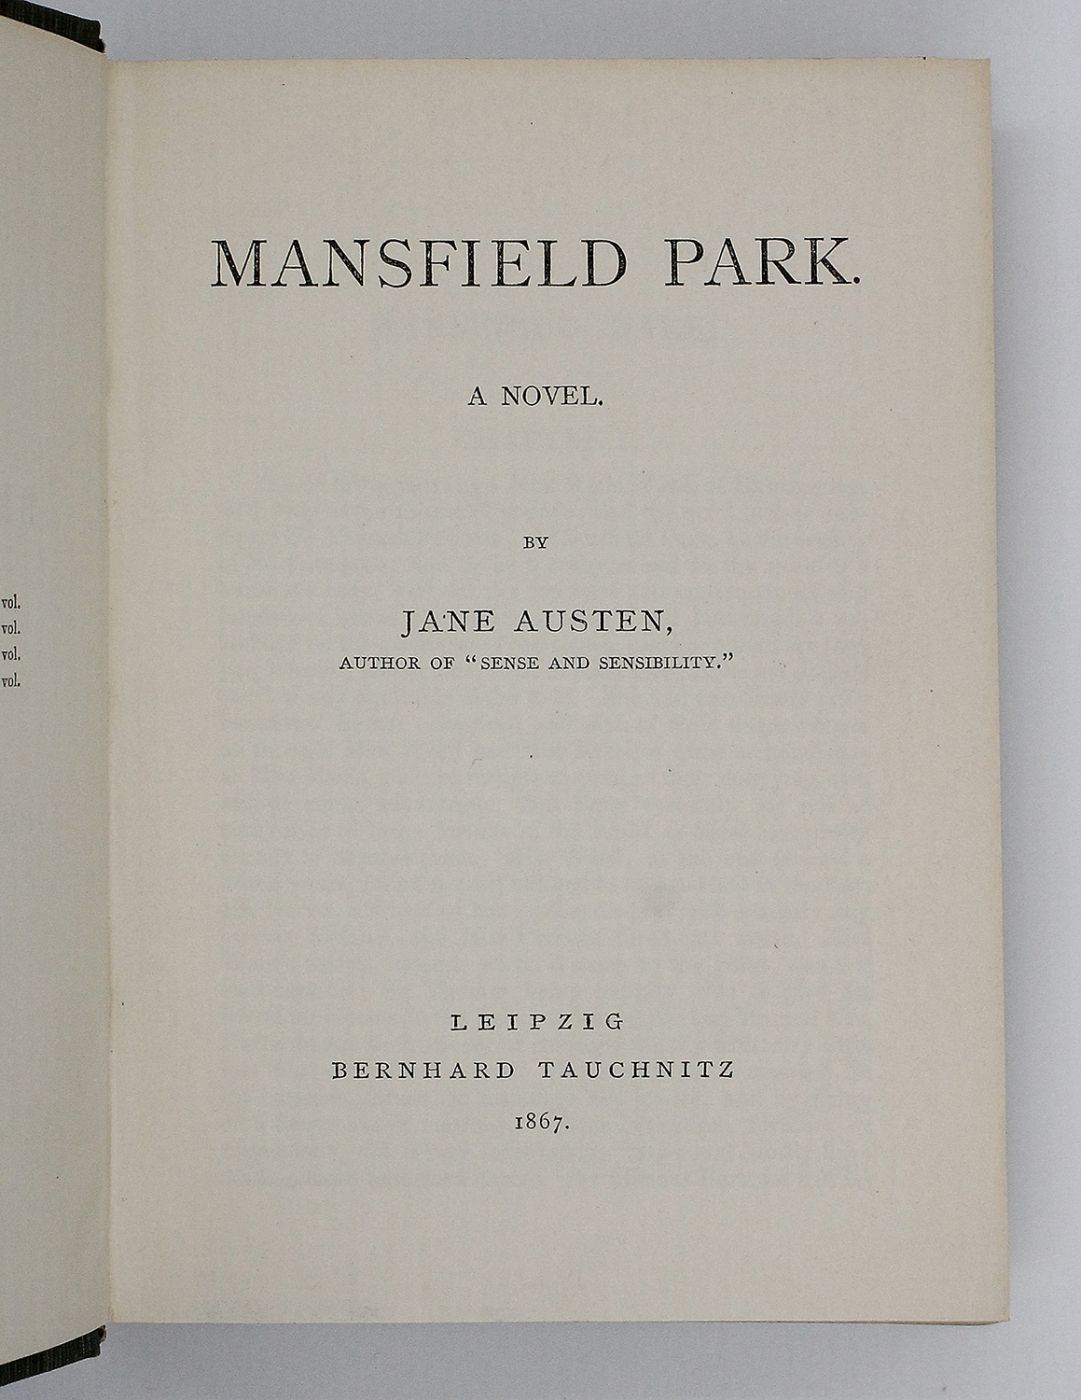 vol.
vol.
vol.
vol.
MANSFIELD PARK.
A NOVEL.
BY
JANE AUSTEN,
AUTHOR OF “SENSE AND SENSIBILITY.”
LEIPZIG
BERNHARD TAUCHNITZ
1867.